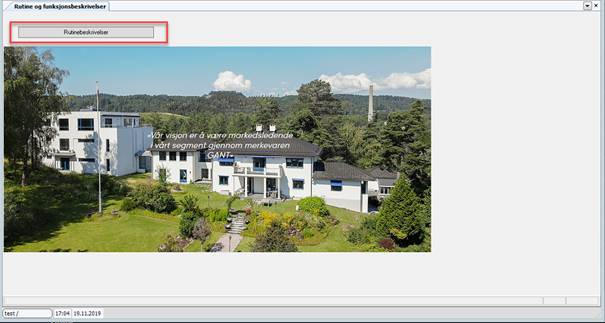 Rutine og funksjonsbeskrivelser
Rutinebeskrivelser
«Vår visjon er å være markedsledende
i vårt segment gjennom merkevaren
GANT»
test /
17:04
19.11.2019